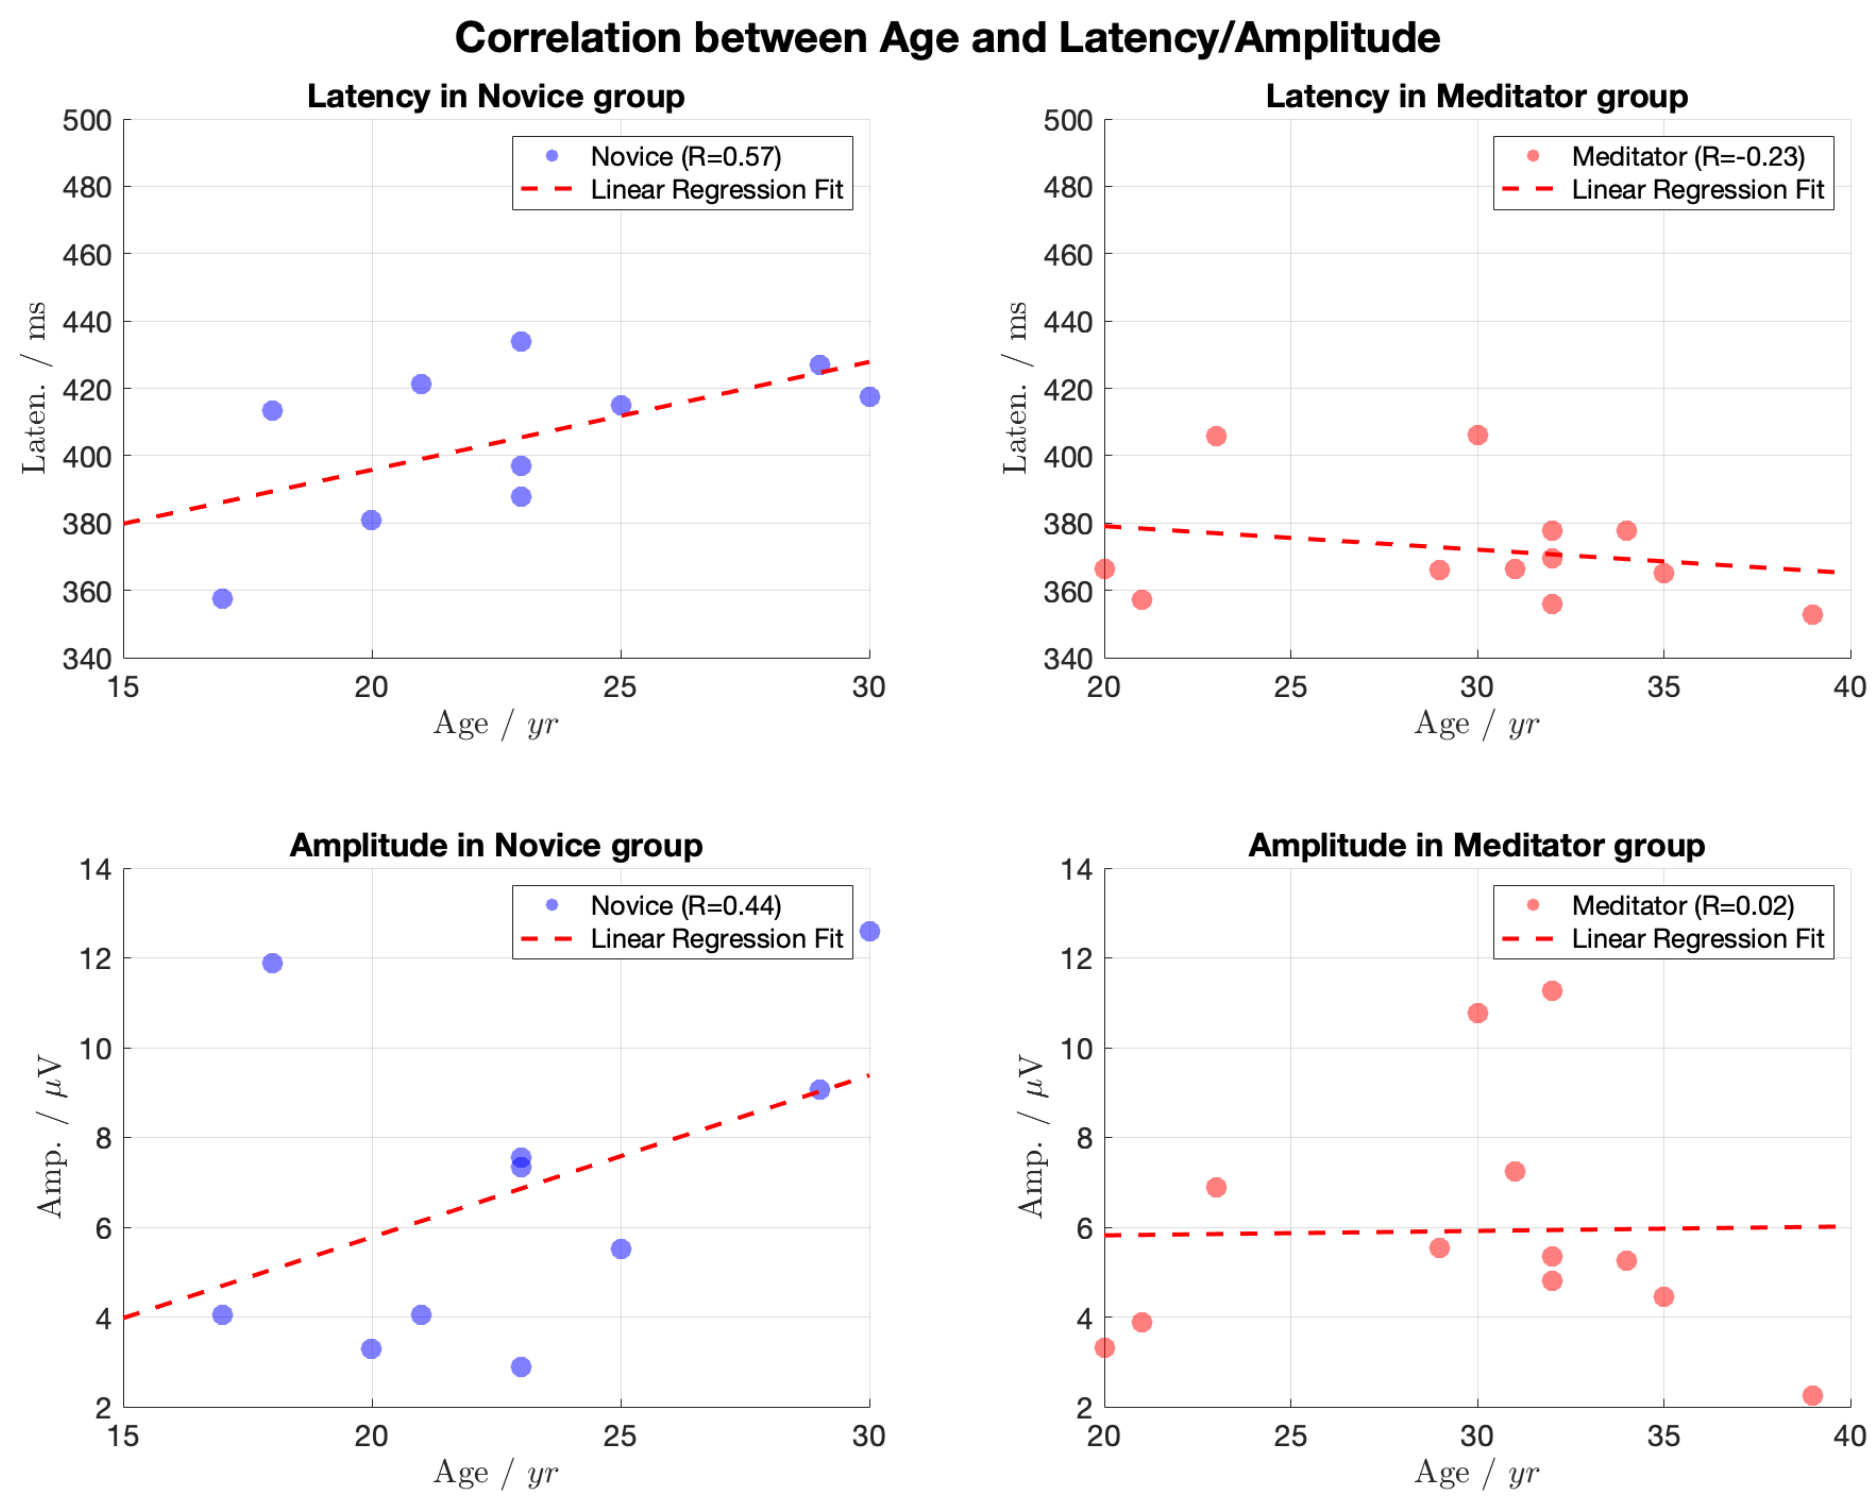 Correlation between Age and Latency/Amplitude
Latency in Novice group
500
480
460
440
420
400
380
360
340
15
20
25
30
Laten. / ms
Age / yr
Novice (R=0.57)
Linear Regression Fit
Latency in Meditator group
500
480
460
440
420
400
380
360
340
20
25
30
35
40
Laten. / ms
Age / yr
Meditator (R=-0.23)
Linear Regression Fit
Amplitude in Novice group
14
12
10
8
6
4
2
15
20
25
30
Amp. / μV
Age / yr
Novice (R=0.44)
Linear Regression Fit
Amplitude in Meditator group
14
12
10
8
6
4
2
20
25
30
35
40
Amp. / μV
Age / yr
Meditator (R=0.02)
Linear Regression Fit